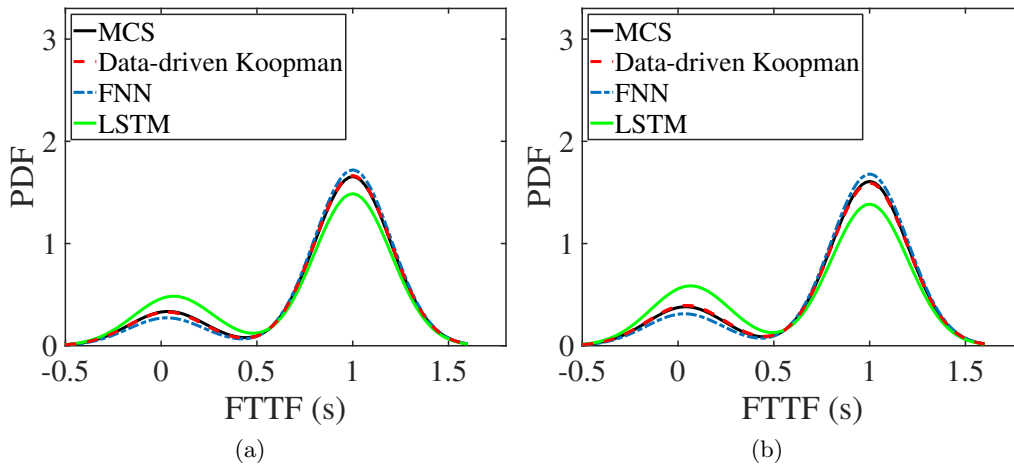 3
2
1
0
PDF
MCS
Data-driven Koopman
FNN
LSTM
-0.5 0 0.5 1 1.5
FTTF (s)
(a)
3
2
1
0
PDF
MCS
Data-driven Koopman
FNN
LSTM
-0.5 0 0.5 1 1.5
FTTF (s)
(b)